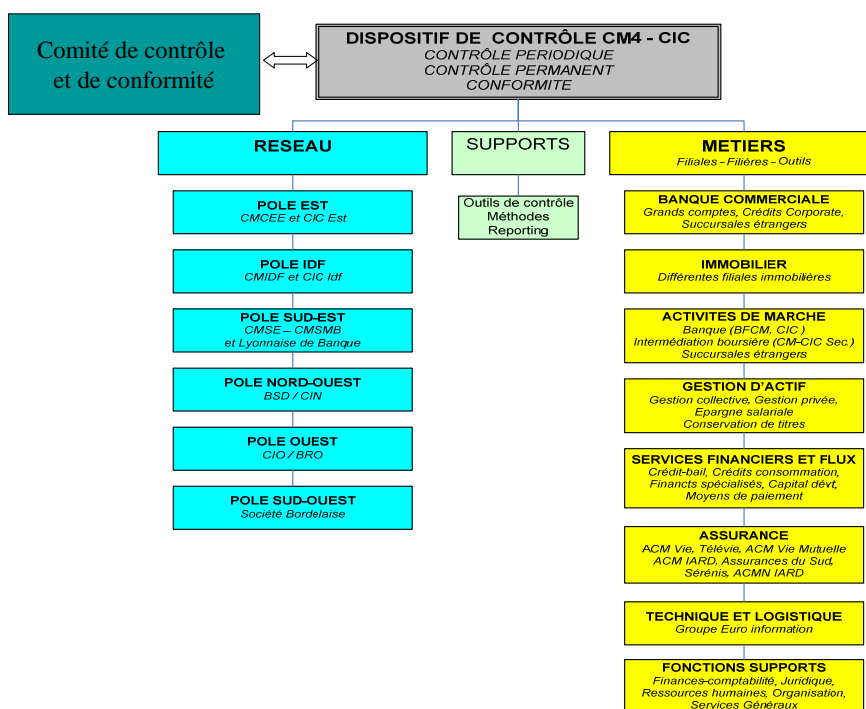 Comité de contrôle
et de conformité
DISPOSITIF DE CONTRÔLE CM4 - CIC
CONTRÔLE PERIODIQUE
CONTRÔLE PERMANENT
CONFORMITE
RESEAU
POLE EST
CMCEE et CIC Est
POLE IDF
CMIDF et CIC Idf
POLE SUD-EST
CMSE – CMSMB
et Lyonnaise de Banque
POLE NORD-OUEST
BSD / CIN
POLE OUEST
CIO / BRO
POLE SUD-OUEST
Société Bordelaise
SUPPORTS
Outils de contrôle
Méthodes
Reporting
METIERS
Filiales – Filières – Outils
BANQUE COMMERCIALE
Grands comptes, Crédits Corporate,
Succursales étrangers
IMMOBILIER
Différentes filiales immobilières
ACTIVITES DE MARCHE
Banque (BFCM, CIC )
Intermédiation boursière (CM-CIC Sec.)
Succursales étrangers
GESTION D'ACTIF
Gestion collective, Gestion privée,
Epargne salariale
Conservation de titres
SERVICES FINANCIERS ET FLUX
Crédit-bail, Crédits consommation,
Financts spécialisés, Capital dévt,
Moyens de paiement
ASSURANCE
ACM Vie, Télévie, ACM Vie Mutuelle
ACM IARD, Assurances du Sud,
Sérénis, ACMN IARD
TECHNIQUE ET LOGISTIQUE
Groupe Euro information
FONCTIONS SUPPORTS
Finances-comptabilité, Juridique,
Ressources humaines, Organisation,
Services Généraux